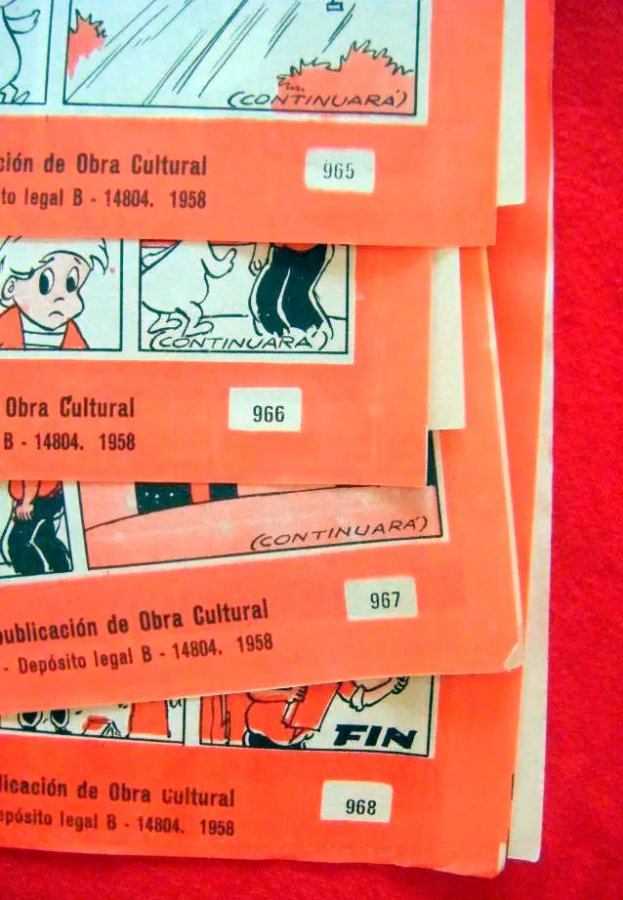 (CONTINUARÁ)
ción de Obra Cultural
965
to legal B - 14804. 1958
(CONTINUARÁ)
Obra Cultural
966
B - 14804. 1958
(CONTINUARÁ)
publicación de Obra Cultural
967
- Depósito legal B - 14804. 1958
FIN
licación de Obra Cultural
968
epósito legal B - 14804. 1958